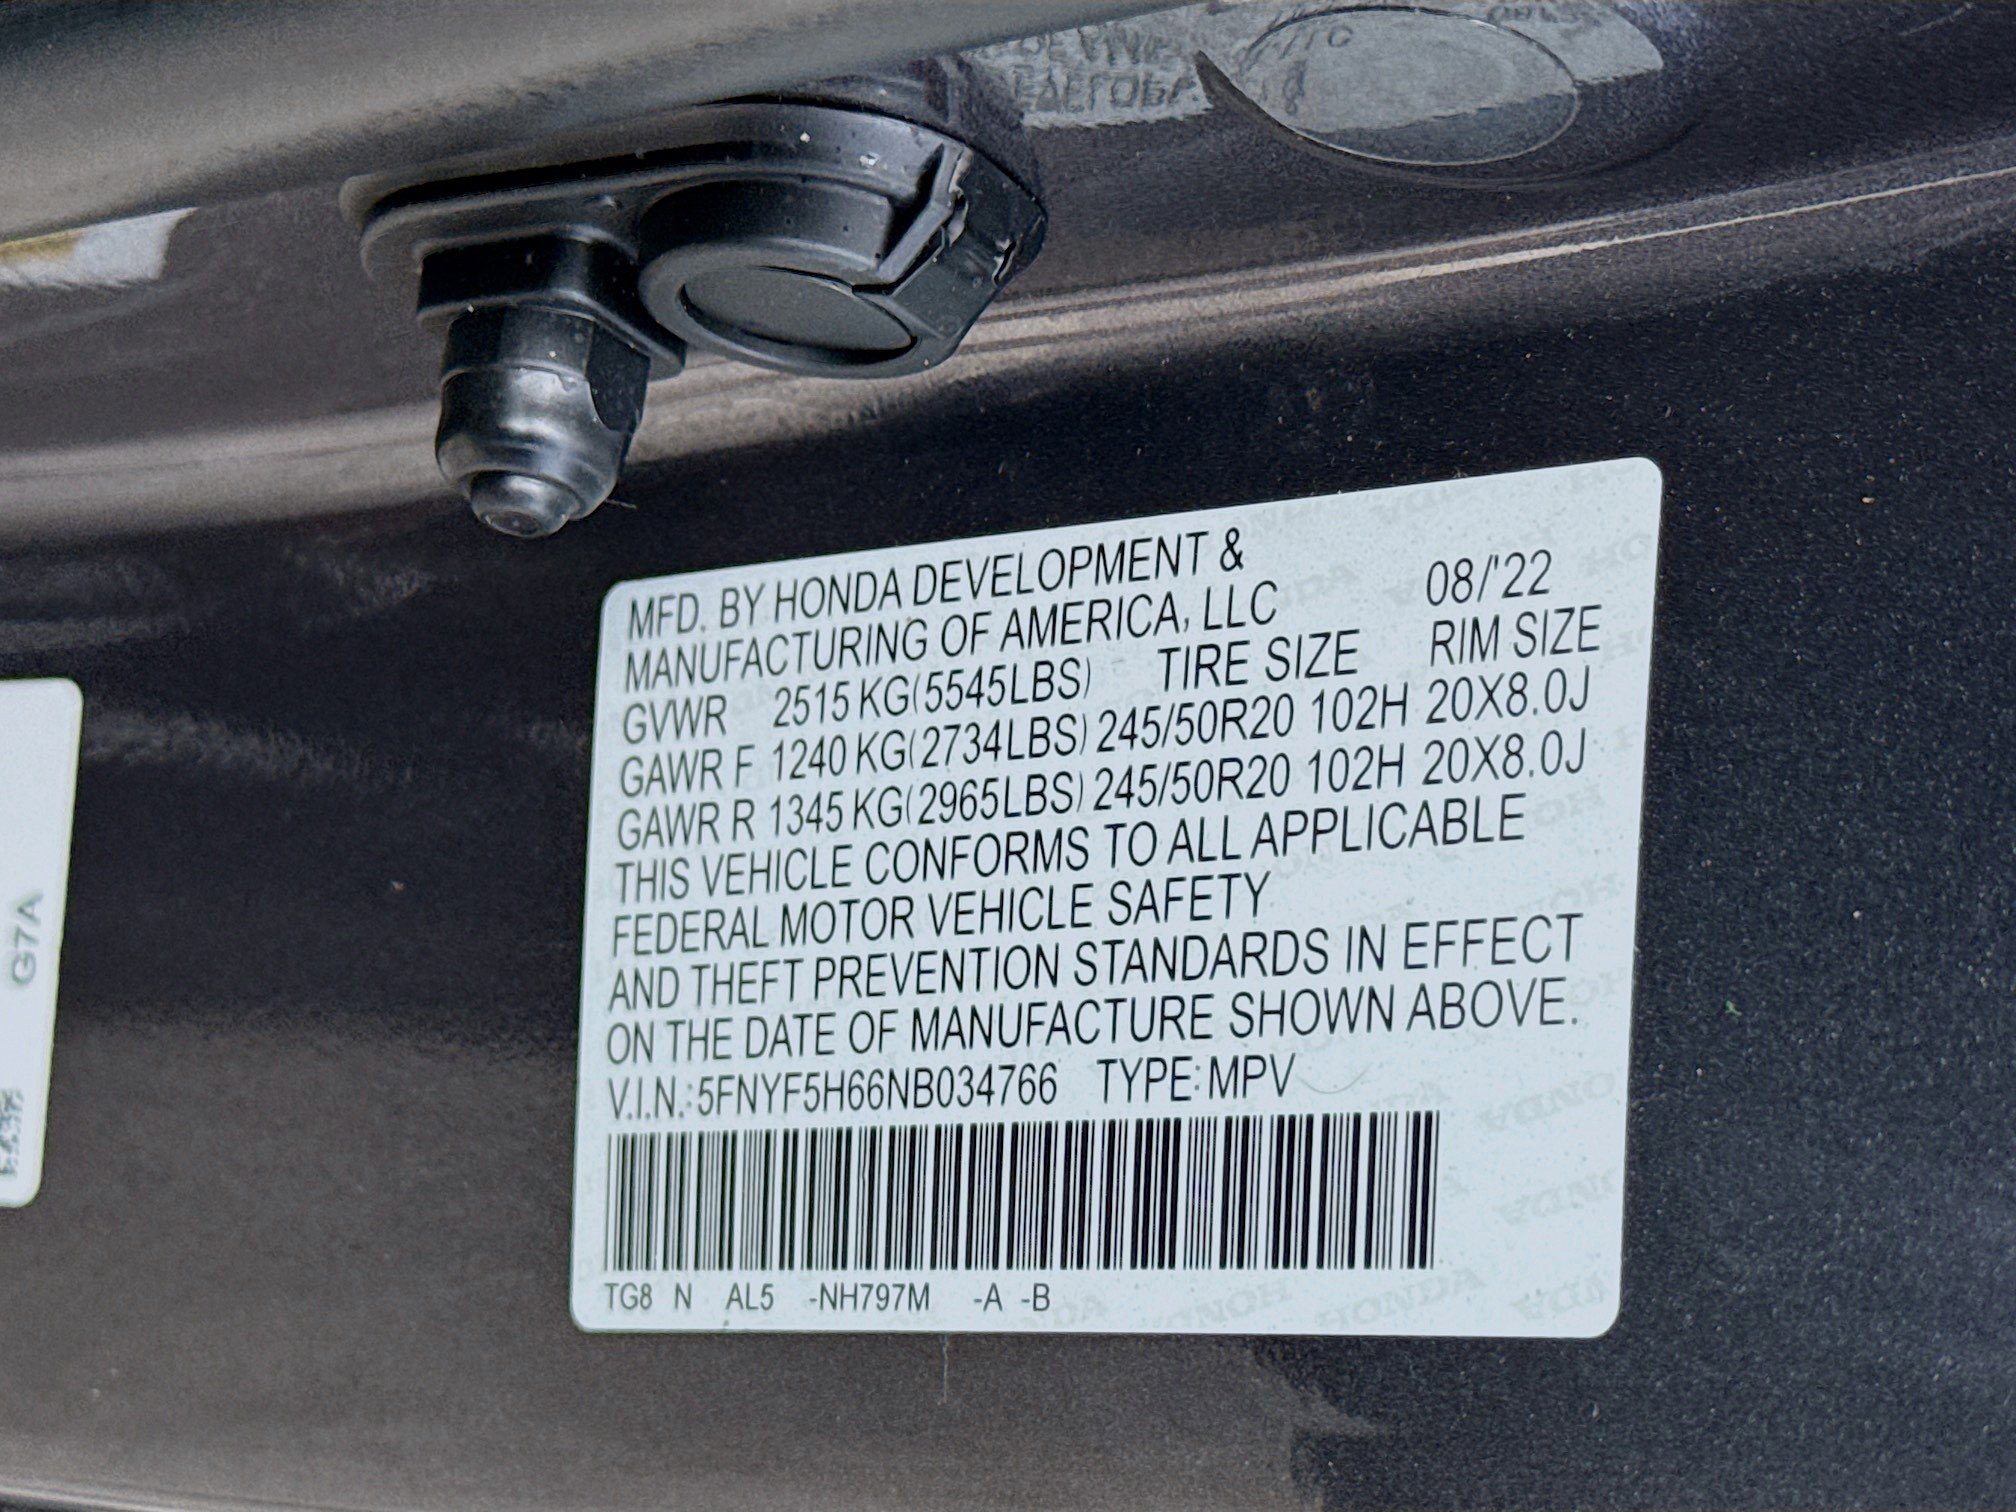 MFD. BY HONDA DEVELOPMENT &
MANUFACTURING OF AMERICA, LLC 08/'22
GVWR 2515 KG(5545LBS) TIRE SIZE RIM SIZE
GAWR F 1240 KG(2734LBS) 245/50R20 102H 20X8.0J
GAWR R 1345 KG(2965LBS) 245/50R20 102H 20X8.0J
THIS VEHICLE CONFORMS TO ALL APPLICABLE
FEDERAL MOTOR VEHICLE SAFETY
AND THEFT PREVENTION STANDARDS IN EFFECT
ON THE DATE OF MANUFACTURE SHOWN ABOVE.
V.I.N.:5FNYF5H66NB034766 TYPE:MPV
TG8 N AL5 -NH797M -A -B
G7A